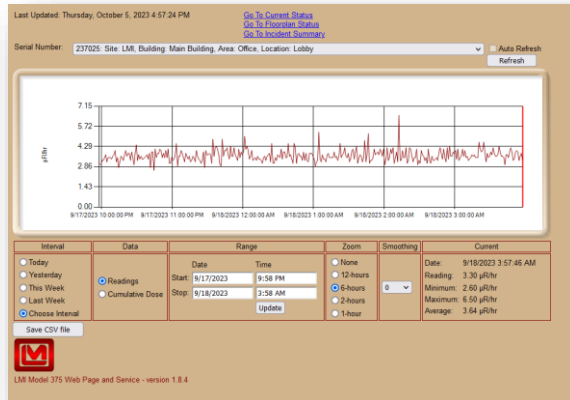 Last Updated: Thursday, October 5, 2023 4:57:24 PM
Go To Current Status
Go To Floorplan Status
Go To Incident Summary
Serial Number: 237025: Site: LMI, Building: Main Building, Area: Office, Location: Lobby
Auto Refresh
Refresh
7.15
5.72
4.29
2.86
1.43
0.00
µR/hr
9/17/2023 10:00:00 PM 9/17/2023 11:00:00 PM 9/18/2023 12:00:00 AM 9/18/2023 1:00:00 AM 9/18/2023 2:00:00 AM 9/18/2023 3:00:00 AM
Interval Data Range Zoom Smoothing Current
Today
Yesterday
This Week
Last Week
Choose Interval
Readings
Cumulative Dose
Date Time
Start: 9/17/2023 9:58 PM
Stop: 9/18/2023 3:58 AM
Update
None
12-hours
6-hours
2-hours
1-hour
0
Date: 9/18/2023 3:57:46 AM
Reading: 3.30 µR/hr
Minimum: 2.60 µR/hr
Maximum: 6.50 µR/hr
Average: 3.64 µR/hr
Save CSV file
LMI
LMI Model 375 Web Page and Service - version 1.8.4